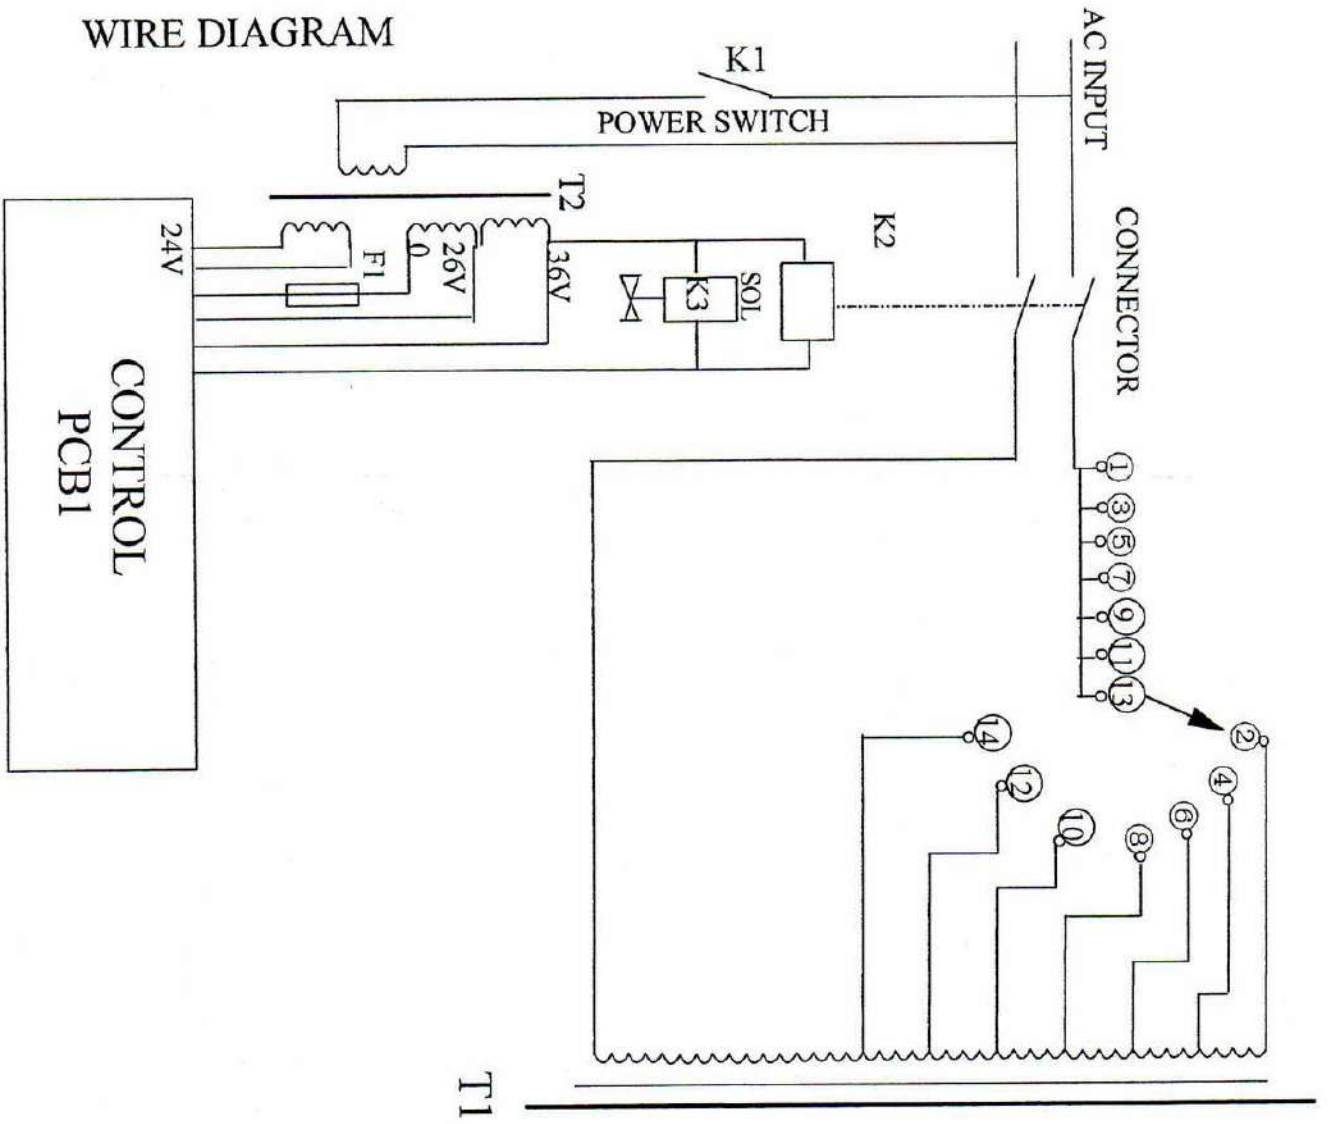 WIRE DIAGRAM
K1
POWER SWITCH
AC INPUT
CONNECTOR
T2
K2
24V
F1
0
26V
36V
K3
SOL
CONTROL
PCB1
1
3
5
7
9
11
13
2
4
6
8
10
12
14
T1